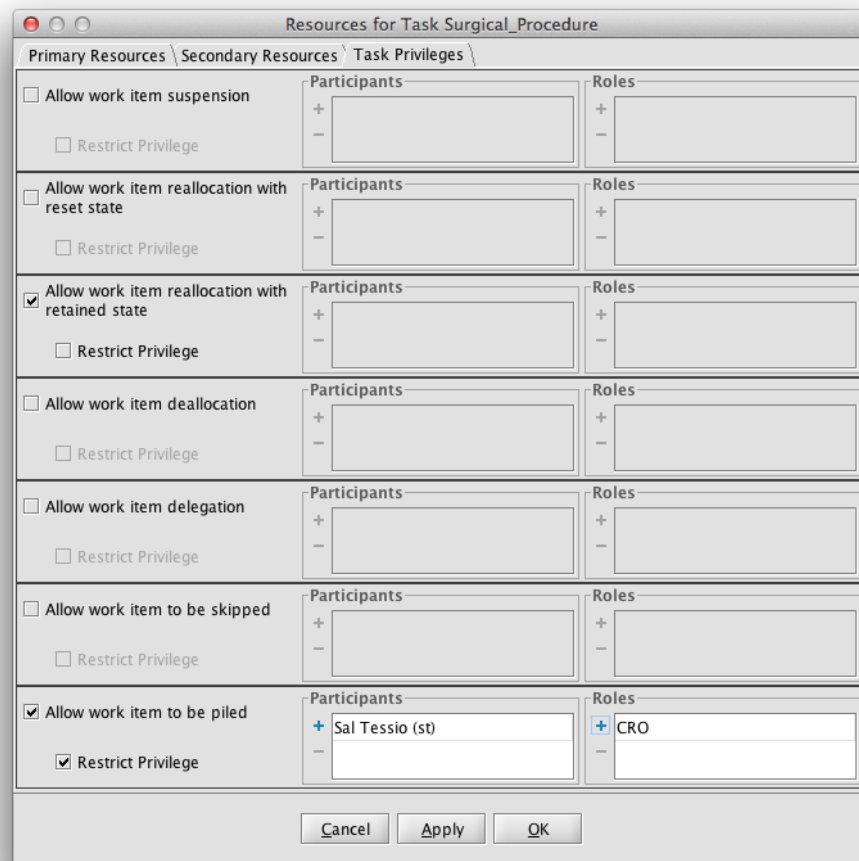 Resources for Task Surgical_Procedure
Primary Resources Secondary Resources Task Privileges
Allow work item suspension
Restrict Privilege
Participants
+
−
Roles
+
−
Allow work item reallocation with
reset state
Restrict Privilege
Participants
+
−
Roles
+
−
Allow work item reallocation with
retained state
Restrict Privilege
Participants
+
−
Roles
+
−
Allow work item deallocation
Restrict Privilege
Participants
+
−
Roles
+
−
Allow work item delegation
Restrict Privilege
Participants
+
−
Roles
+
−
Allow work item to be skipped
Restrict Privilege
Participants
+
−
Roles
+
−
Allow work item to be piled
Restrict Privilege
Participants
+
−
Sal Tessio (st)
Roles
+
−
CRO
Cancel Apply OK